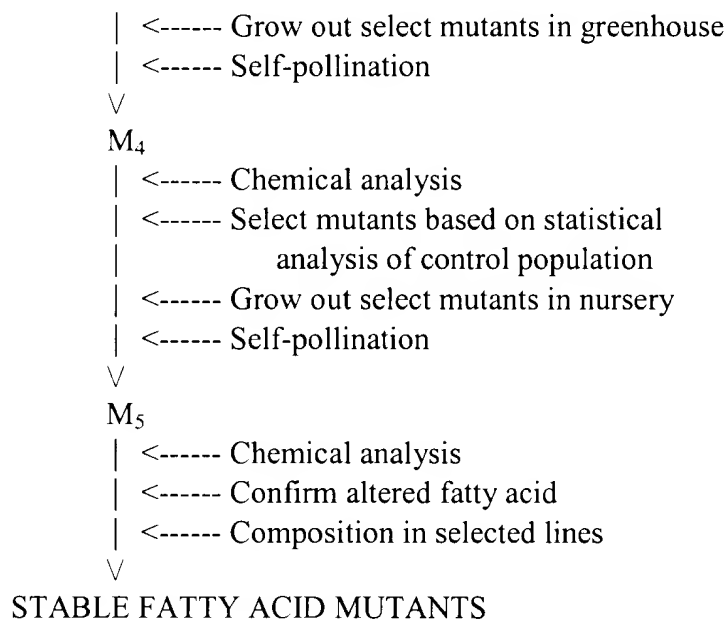 | <------ Grow out select mutants in greenhouse
| <------ Self-pollination
V
M₄
| <------ Chemical analysis
| <------ Select mutants based on statistical
| analysis of control population
| <------ Grow out select mutants in nursery
| <------ Self-pollination
V
M₅
| <------ Chemical analysis
| <------ Confirm altered fatty acid
| <------ Composition in selected lines
V
STABLE FATTY ACID MUTANTS